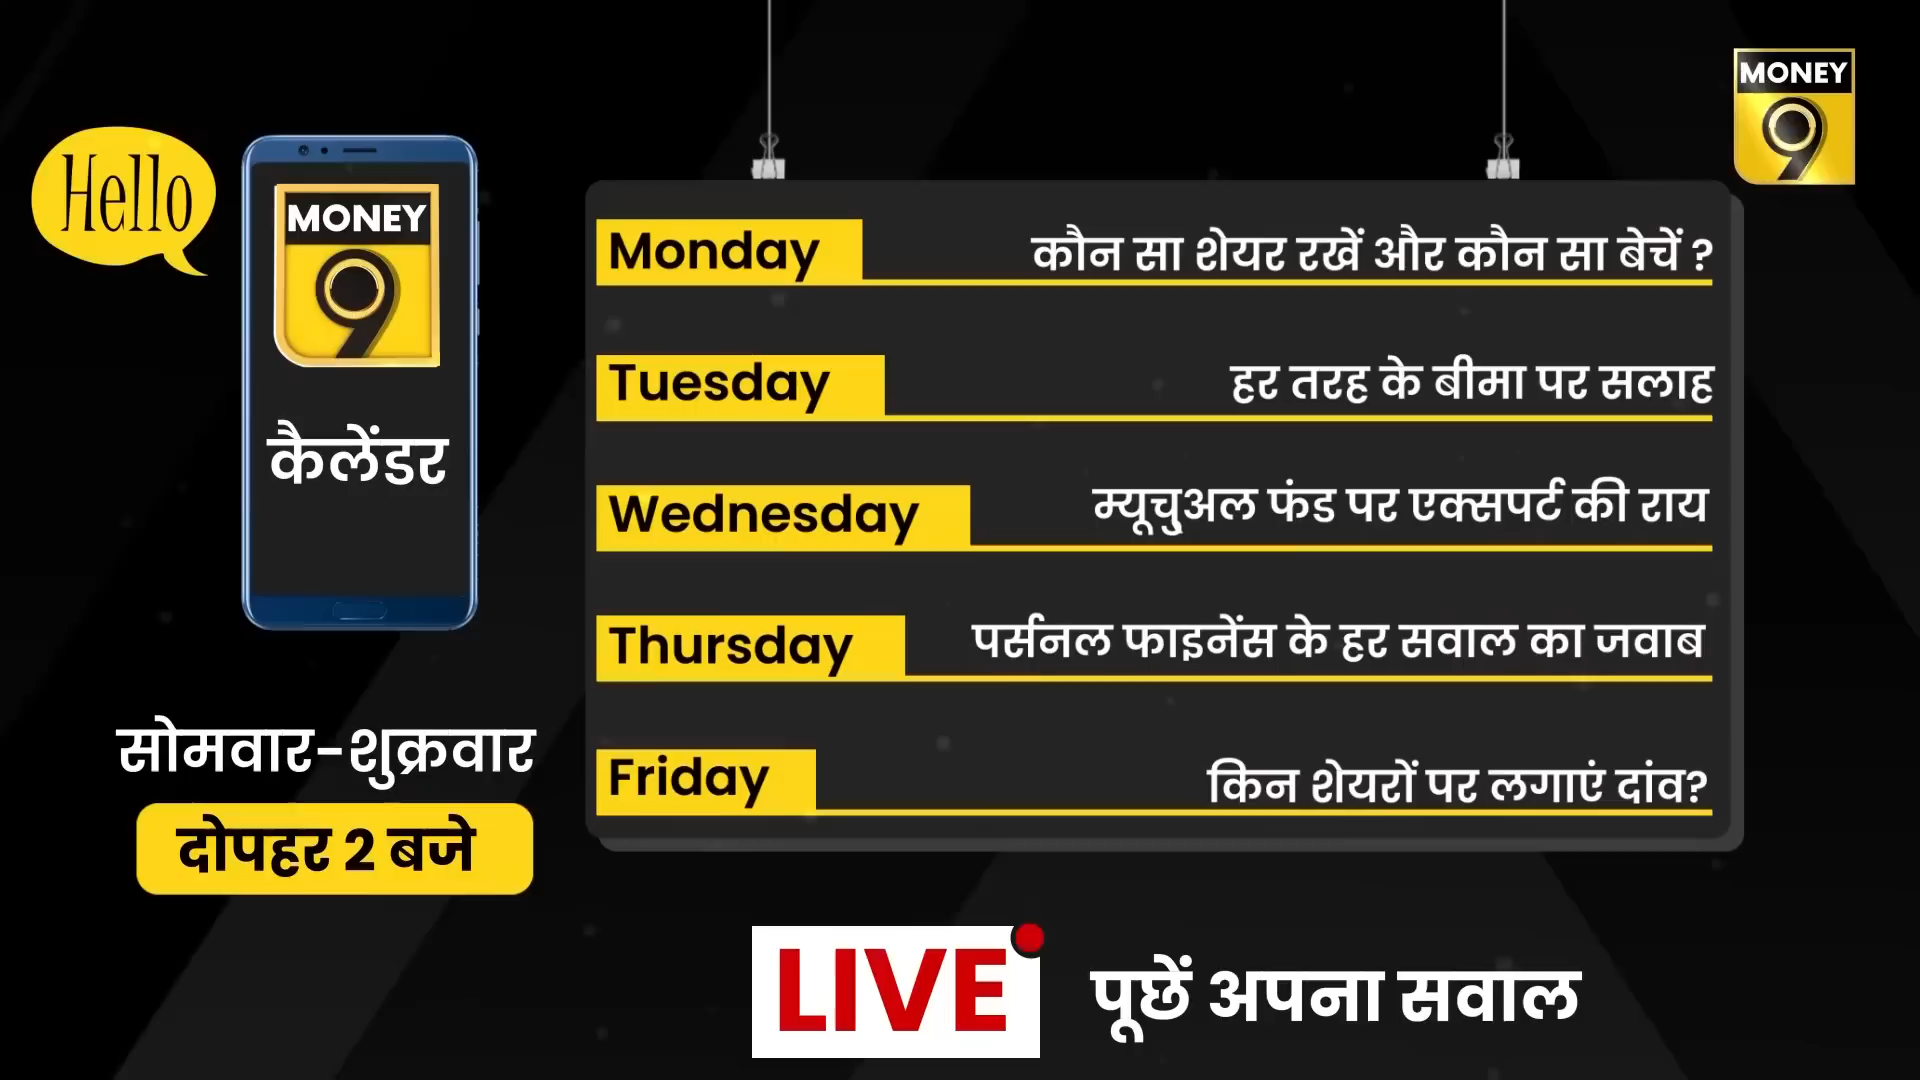 Hello
MONEY
9
कैलेंडर
सोमवार-शुक्रवार
दोपहर 2 बजे
MONEY
9
Monday कौन सा शेयर रखें और कौन सा बेचें ?
Tuesday हर तरह के बीमा पर सलाह
Wednesday म्यूचुअल फंड पर एक्सपर्ट की राय
Thursday पर्सनल फाइनेंस के हर सवाल का जवाब
Friday किन शेयरों पर लगाएं दांव?
LIVE पूछें अपना सवाल